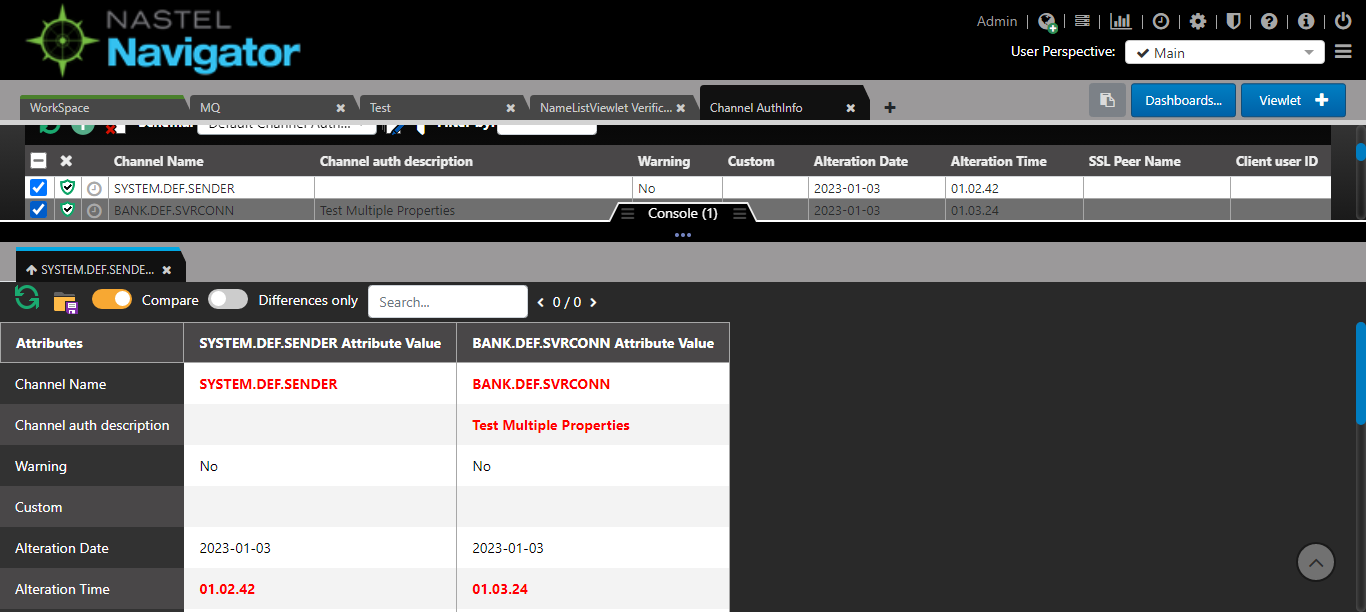 NASTEL
Navigator
Admin
User Perspective: Main
WorkSpace MQ Test NameListViewlet Verific... Channel AuthInfo Dashboards... Viewlet
Channel Name Channel auth description Warning Custom Alteration Date Alteration Time SSL Peer Name Client user ID
SYSTEM.DEF.SENDER No 2023-01-03 01.02.42
BANK.DEF.SVRCONN Test Multiple Properties 2023-01-03 01.03.24
Console (1)
SYSTEM.DEF.SENDE...
Compare Differences only Search... 0 / 0
Attributes SYSTEM.DEF.SENDER Attribute Value BANK.DEF.SVRCONN Attribute Value
Channel Name SYSTEM.DEF.SENDER BANK.DEF.SVRCONN
Channel auth description Test Multiple Properties
Warning No No
Custom
Alteration Date 2023-01-03 2023-01-03
Alteration Time 01.02.42 01.03.24